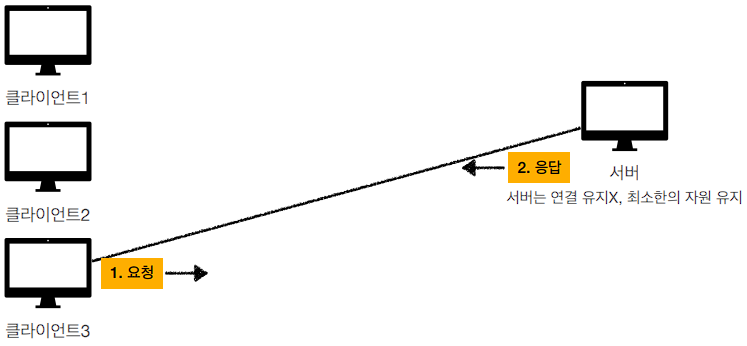 클라이언트1
클라이언트2
2. 응답
서버
서버는 연결 유지X, 최소한의 자원 유지
1. 요청
클라이언트3